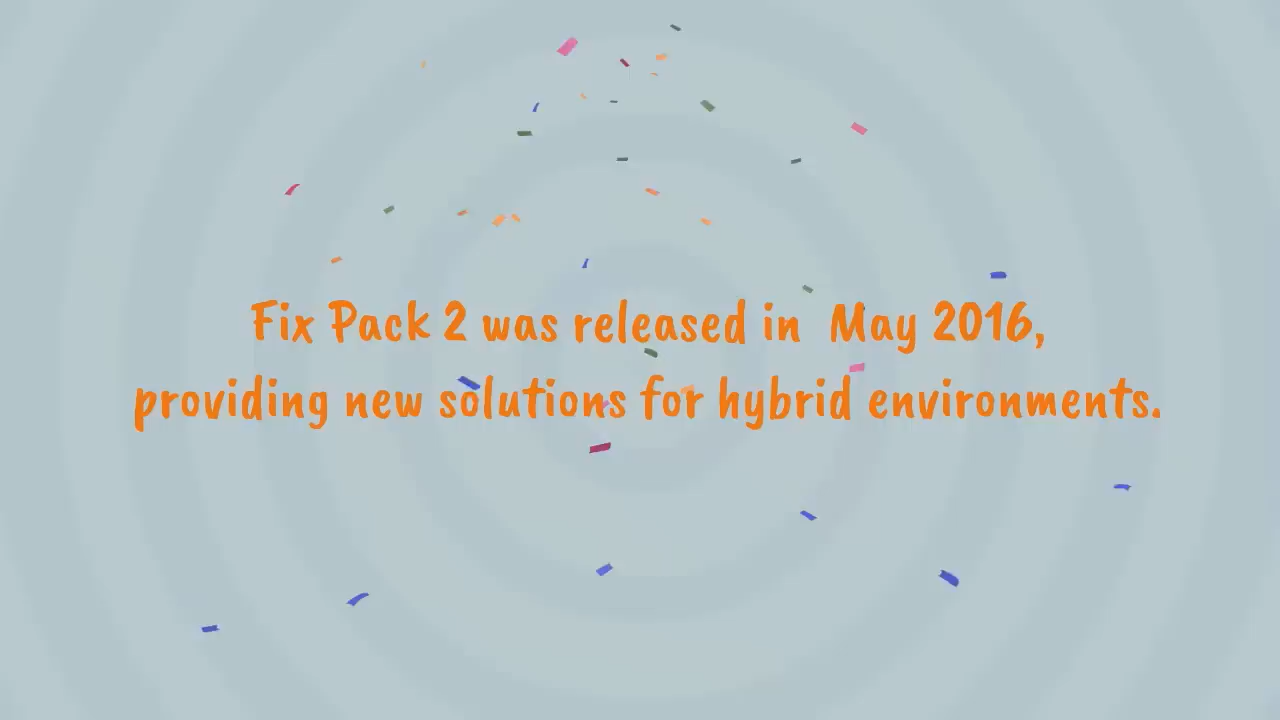 Fix Pack 2 was released in  May 2016,
providing new solutions for hybrid environments.